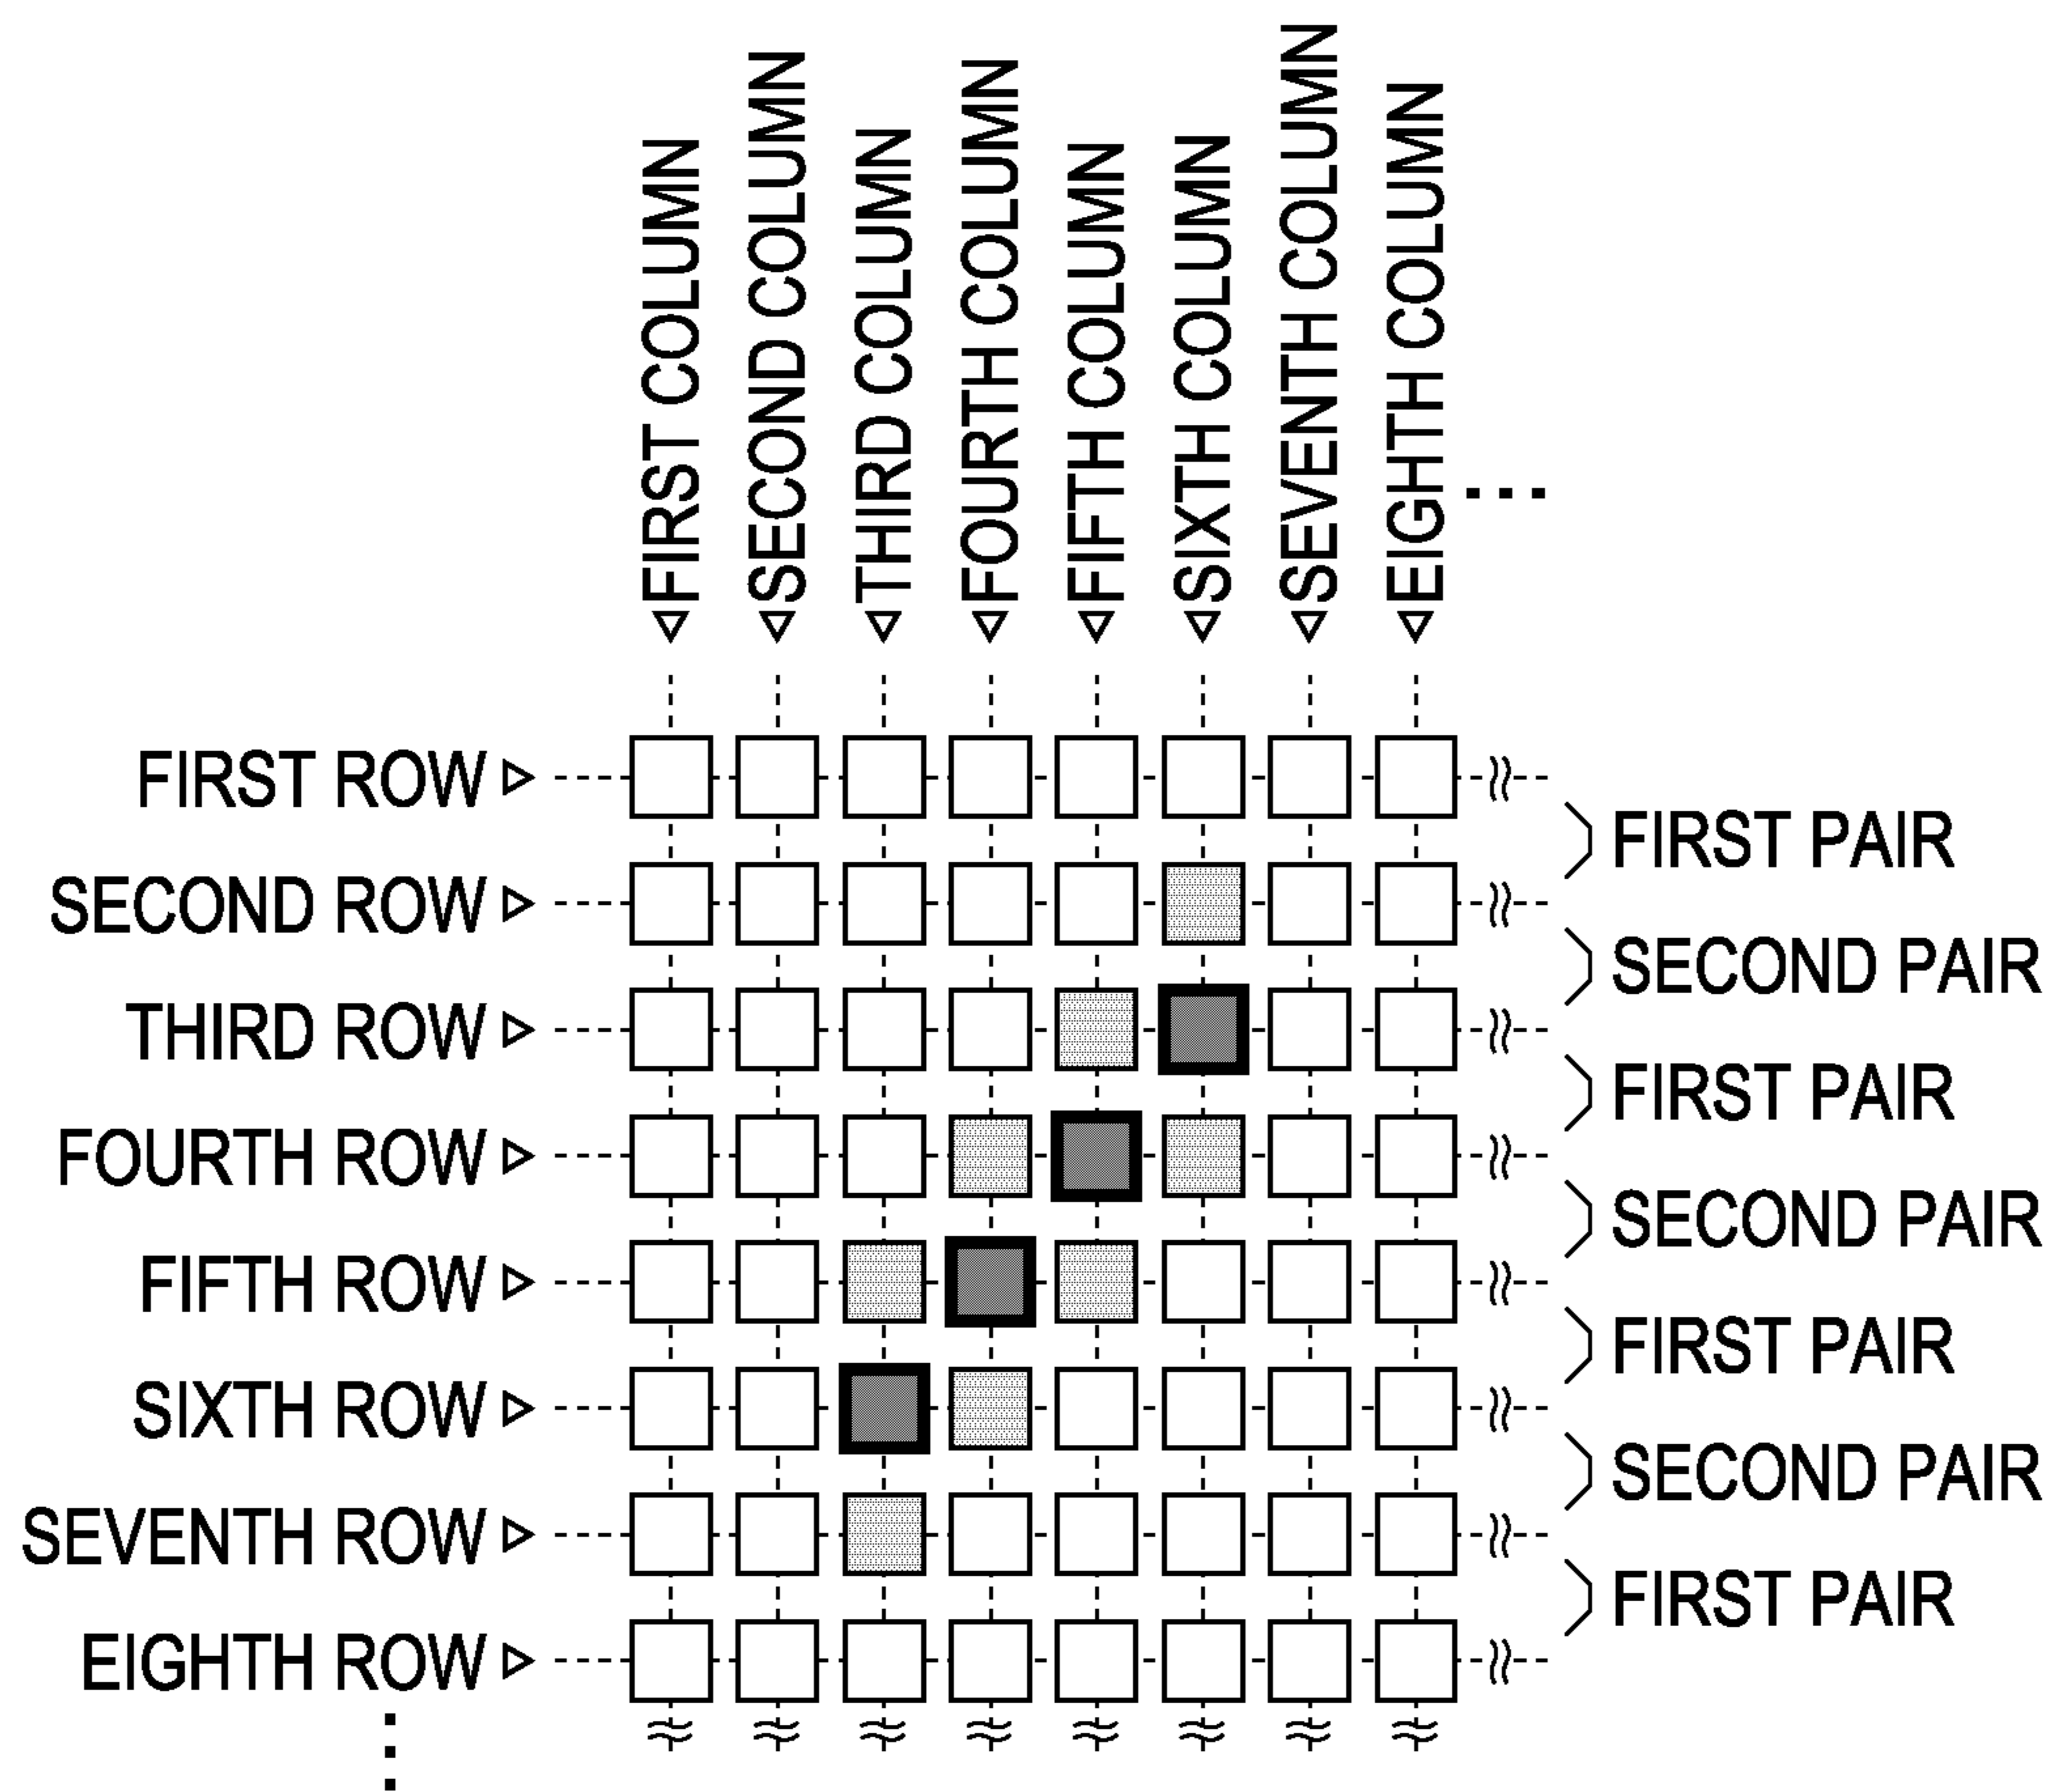 FIRST COLUMN
SECOND COLUMN
THIRD COLUMN
FOURTH COLUMN
FIFTH COLUMN
SIXTH COLUMN
SEVENTH COLUMN
EIGHTH COLUMN
FIRST ROW
FIRST PAIR
SECOND ROW
SECOND PAIR
THIRD ROW
FIRST PAIR
FOURTH ROW
SECOND PAIR
FIFTH ROW
FIRST PAIR
SIXTH ROW
SECOND PAIR
SEVENTH ROW
FIRST PAIR
EIGHTH ROW